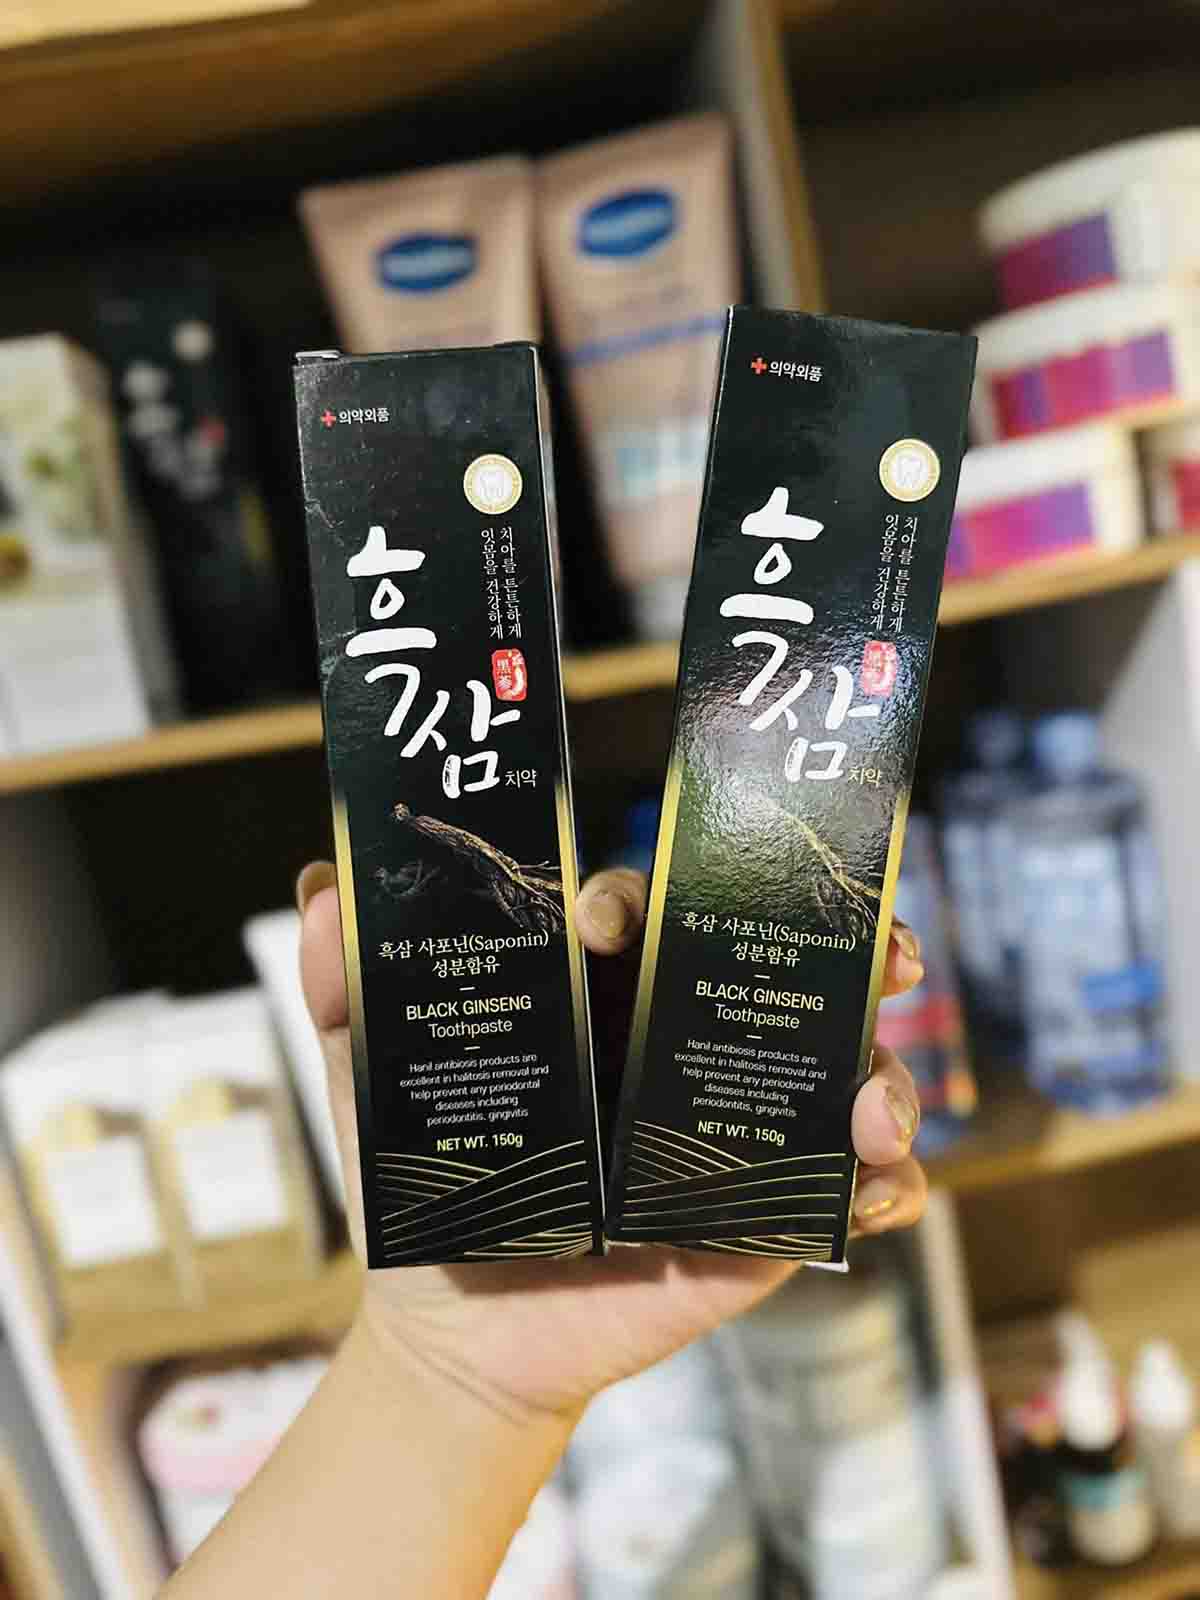 의약외품
치아를 튼튼하게
잇몸을 건강하게
흑삼
黑蔘
치약
흑삼 사포닌(Saponin)
성분함유
BLACK GINSENG
Toothpaste
Hanil antibiosis products are
excellent in halitosis removal and
help prevent any periodontal
diseases including
periodontitis, gingivitis
NET WT. 150g
의약외품
치아를 튼튼하게
잇몸을 건강하게
흑삼
치약
흑삼 사포닌(Saponin)
성분함유
BLACK GINSENG
Toothpaste
Hanil antibiosis products are
excellent in halitosis removal and
help prevent any periodontal
diseases including
periodontitis, gingivitis
NET WT. 150g